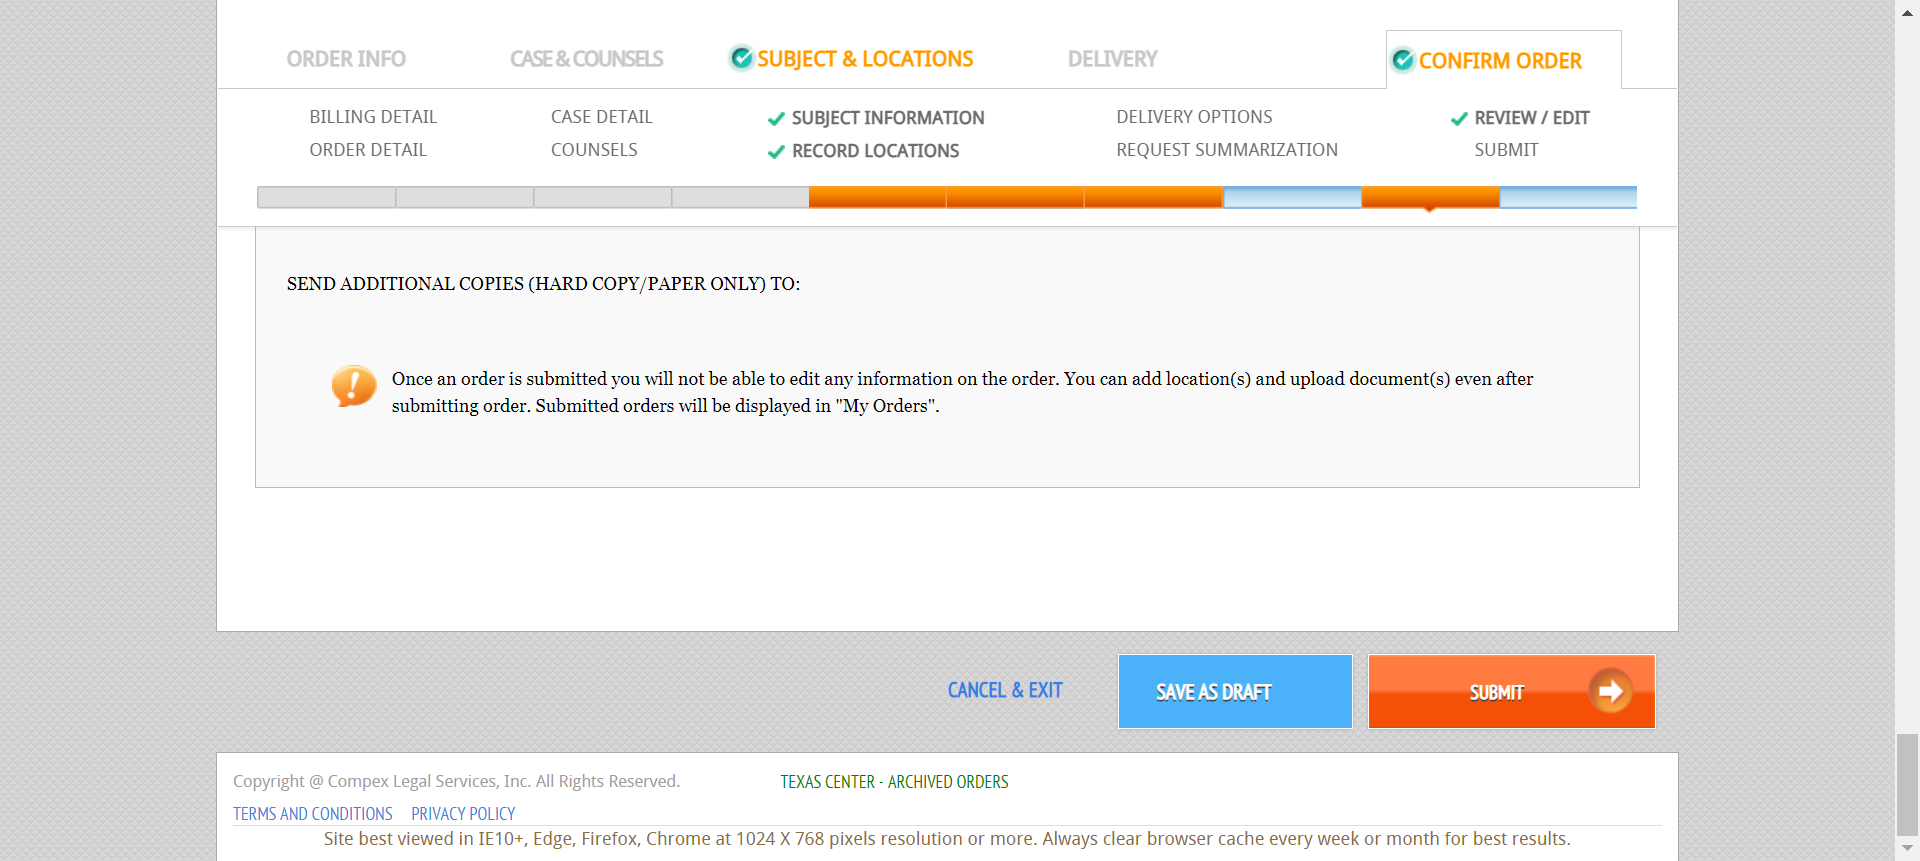 ORDER INFO
CASE & COUNSELS
SUBJECT & LOCATIONS
DELIVERY
CONFIRM ORDER
BILLING DETAIL
CASE DETAIL
SUBJECT INFORMATION
DELIVERY OPTIONS
REVIEW / EDIT
ORDER DETAIL
COUNSELS
RECORD LOCATIONS
REQUEST SUMMARIZATION
SUBMIT
SEND ADDITIONAL COPIES (HARD COPY/PAPER ONLY) TO:
Once an order is submitted you will not be able to edit any information on the order. You can add location(s) and upload document(s) even after
submitting order. Submitted orders will be displayed in "My Orders".
CANCEL & EXIT
SAVE AS DRAFT
SUBMIT
Copyright @ Compex Legal Services, Inc. All Rights Reserved.
TEXAS CENTER - ARCHIVED ORDERS
TERMS AND CONDITIONS
PRIVACY POLICY
Site best viewed in IE10+, Edge, Firefox, Chrome at 1024 X 768 pixels resolution or more. Always clear browser cache every week or month for best results.